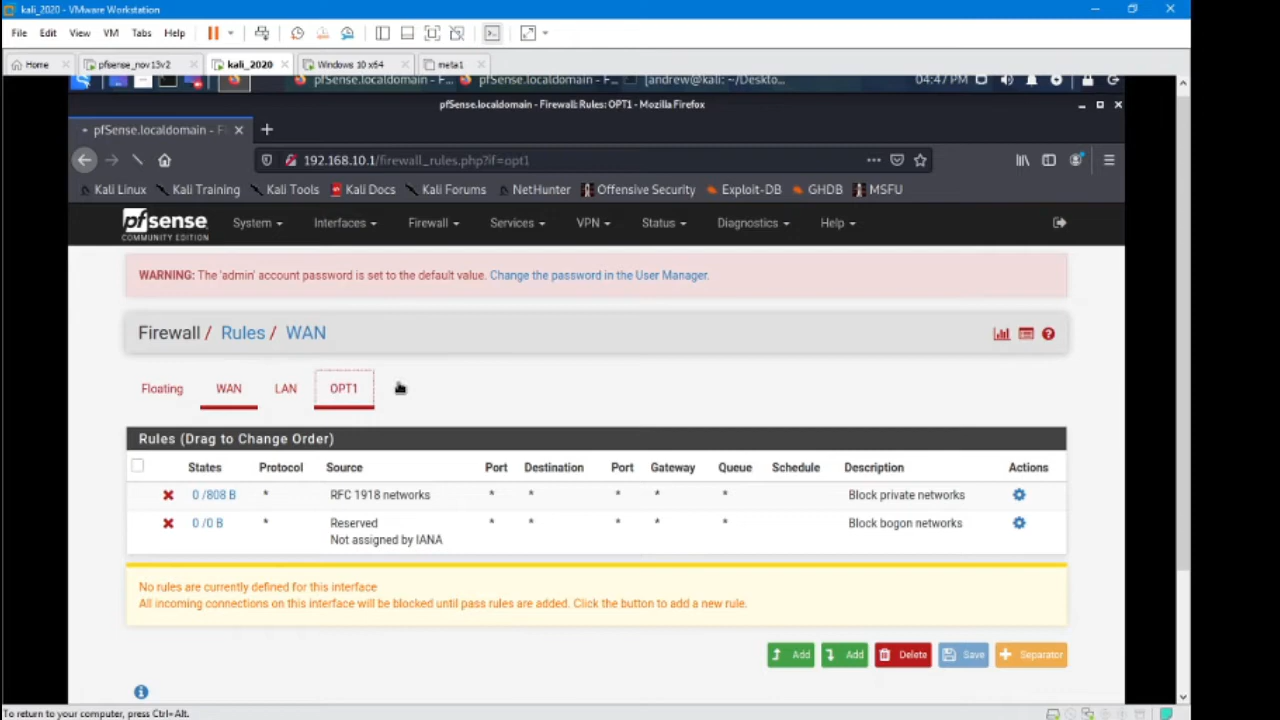 kali_2020 - VMware Workstation
File Edit View VM Tabs Help
Home pfsense_nov13v2 kali_2020 Windows 10 x64 meta1
pfSense.localdomain - F... pfSense.localdomain - F... [andrew@kali: ~/Deskto... 04:47 PM
pfSense.localdomain - Firewall: Rules: OPT1 - Mozilla Firefox
pfSense.localdomain - F
192.168.10.1/firewall_rules.php?if=opt1
Kali Linux Kali Training Kali Tools Kali Docs Kali Forums NetHunter Offensive Security Exploit-DB GHDB MSFU
pfsense System Interfaces Firewall Services VPN Status Diagnostics Help
COMMUNITY EDITION
WARNING: The 'admin' account password is set to the default value. Change the password in the User Manager.
Firewall / Rules / WAN
Floating WAN LAN OPT1
Rules (Drag to Change Order)
States Protocol Source Port Destination Port Gateway Queue Schedule Description Actions
0 /808 B * RFC 1918 networks * * * * * Block private networks
0 /0 B * Reserved * * * * * Block bogon networks
Not assigned by IANA
No rules are currently defined for this interface
All incoming connections on this interface will be blocked until pass rules are added. Click the button to add a new rule.
Add Add Delete Save Separator
To return to your computer, press Ctrl+Alt.